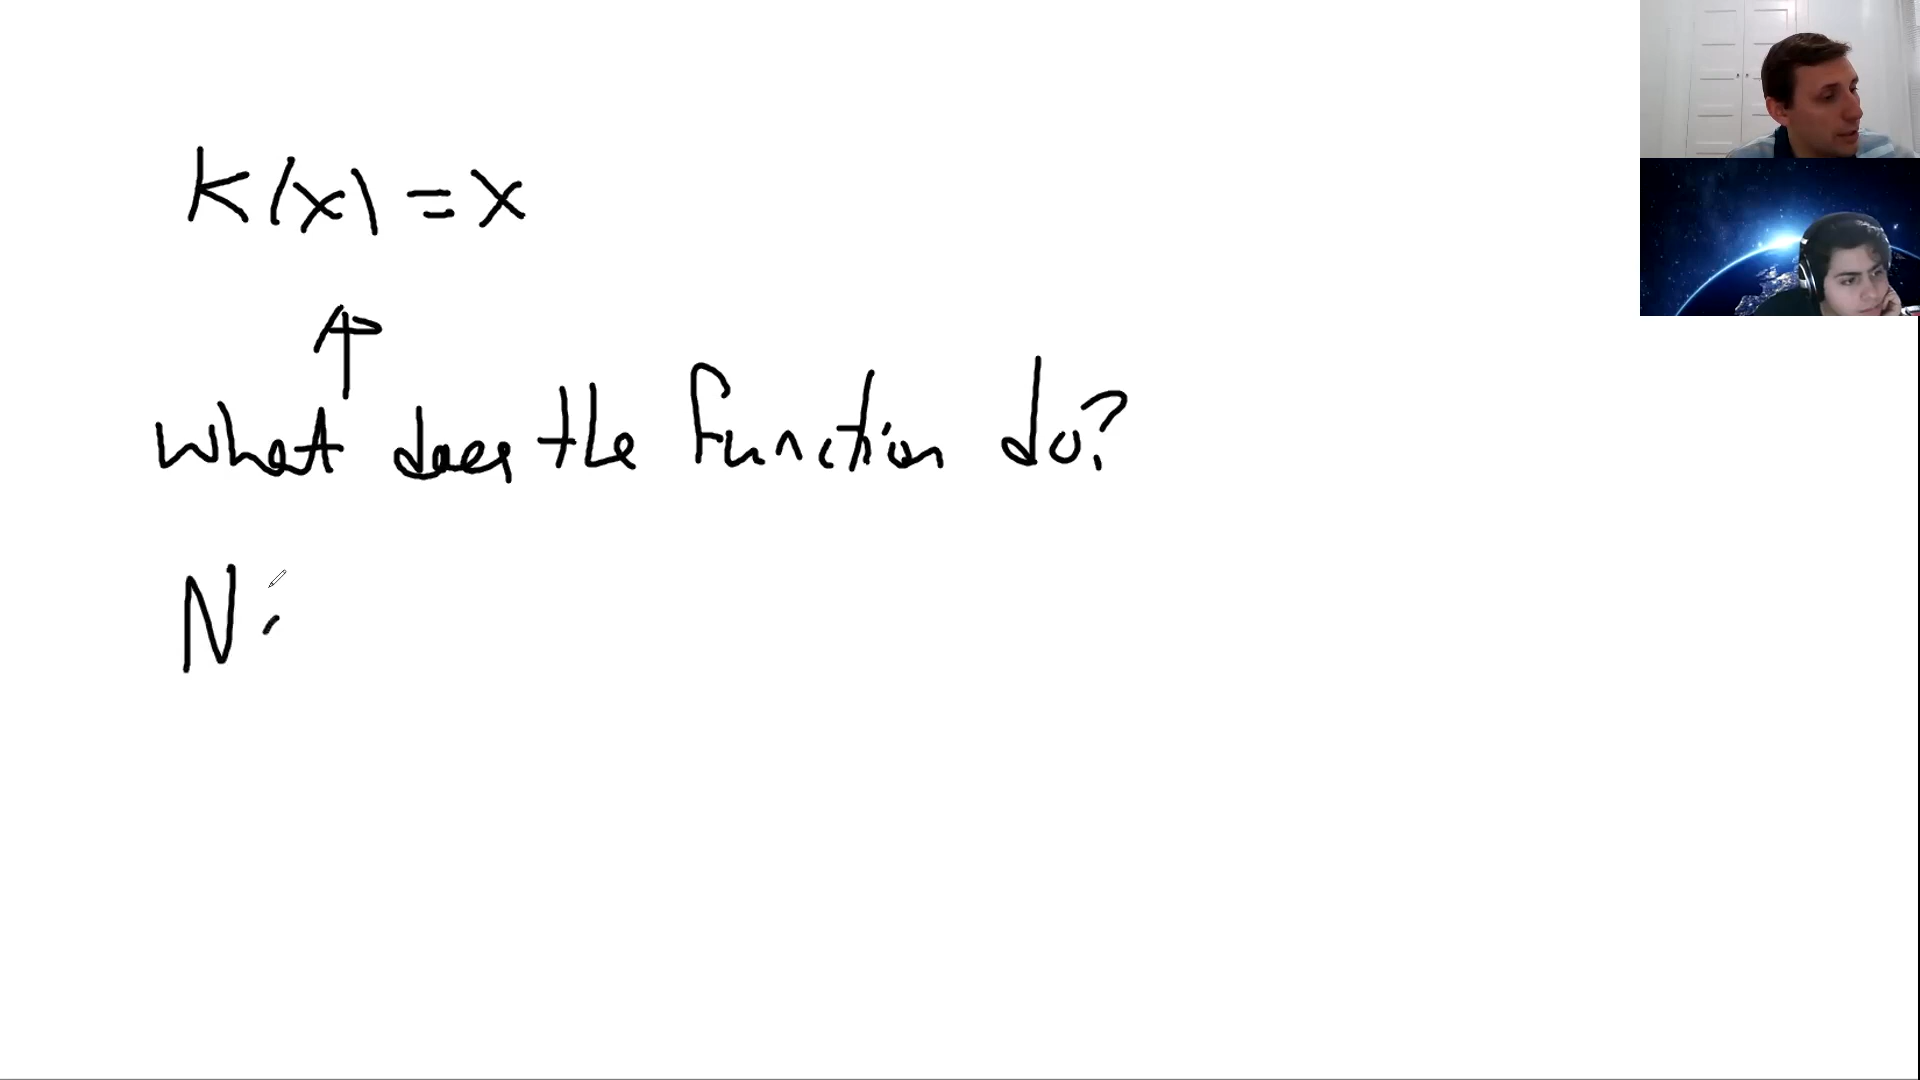 K(x) = x
What does the function do?
N